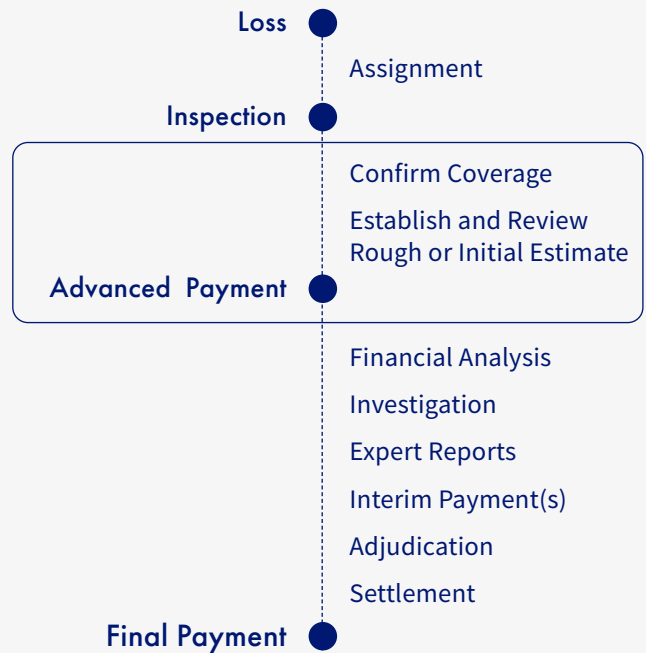 Loss
Assignment
Inspection
Confirm Coverage
Establish and Review
Rough or Initial Estimate
Advanced Payment
Financial Analysis
Investigation
Expert Reports
Interim Payment(s)
Adjudication
Settlement
Final Payment